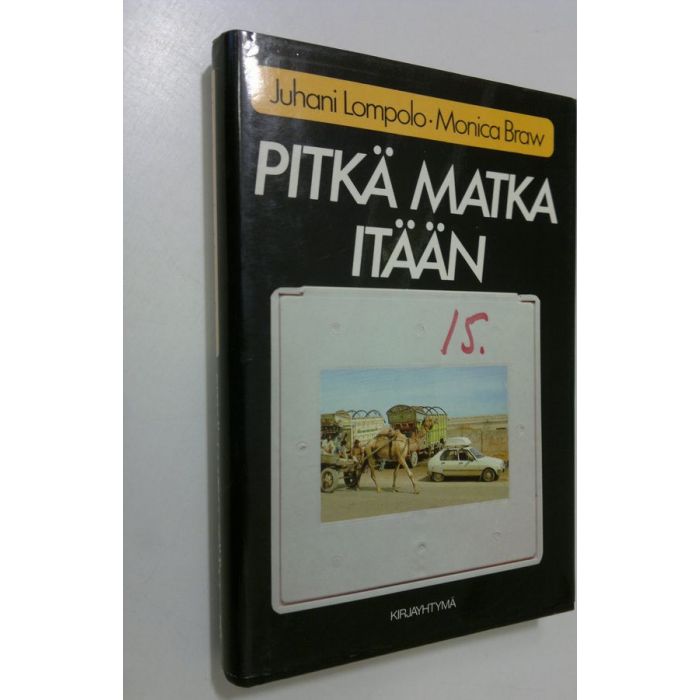 Juhani Lompolo · Monica Braw
PITKÄ MATKA
ITÄÄN
15.
KIRJAYHTYMÄ